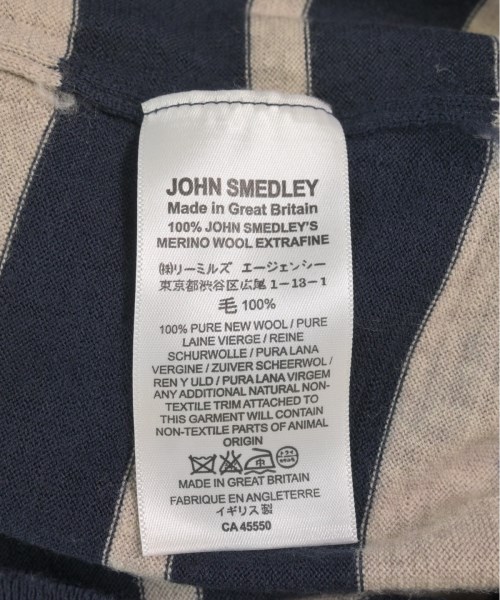 JOHN SMEDLEY
Made in Great Britain
100% JOHN SMEDLEY'S
MERINO WOOL EXTRAFINE
㈱リーミルズ エージェンシー
東京都渋谷区広尾1-13-1
毛 100%
100% PURE NEW WOOL / PURE
LAINE VIERGE / REINE
SCHURWOLLE / PURA LANA
VERGINE / ZUIVER SCHEERWOL /
REN Y ULD / PURA LANA VIRGEM
ANY ADDITIONAL NATURAL NON-
TEXTILE TRIM ATTACHED TO
THIS GARMENT WILL CONTAIN
NON-TEXTILE PARTS OF ANIMAL
ORIGIN
MADE IN GREAT BRITAIN
FABRIQUE EN ANGLETERRE
イギリス製
CA 45550